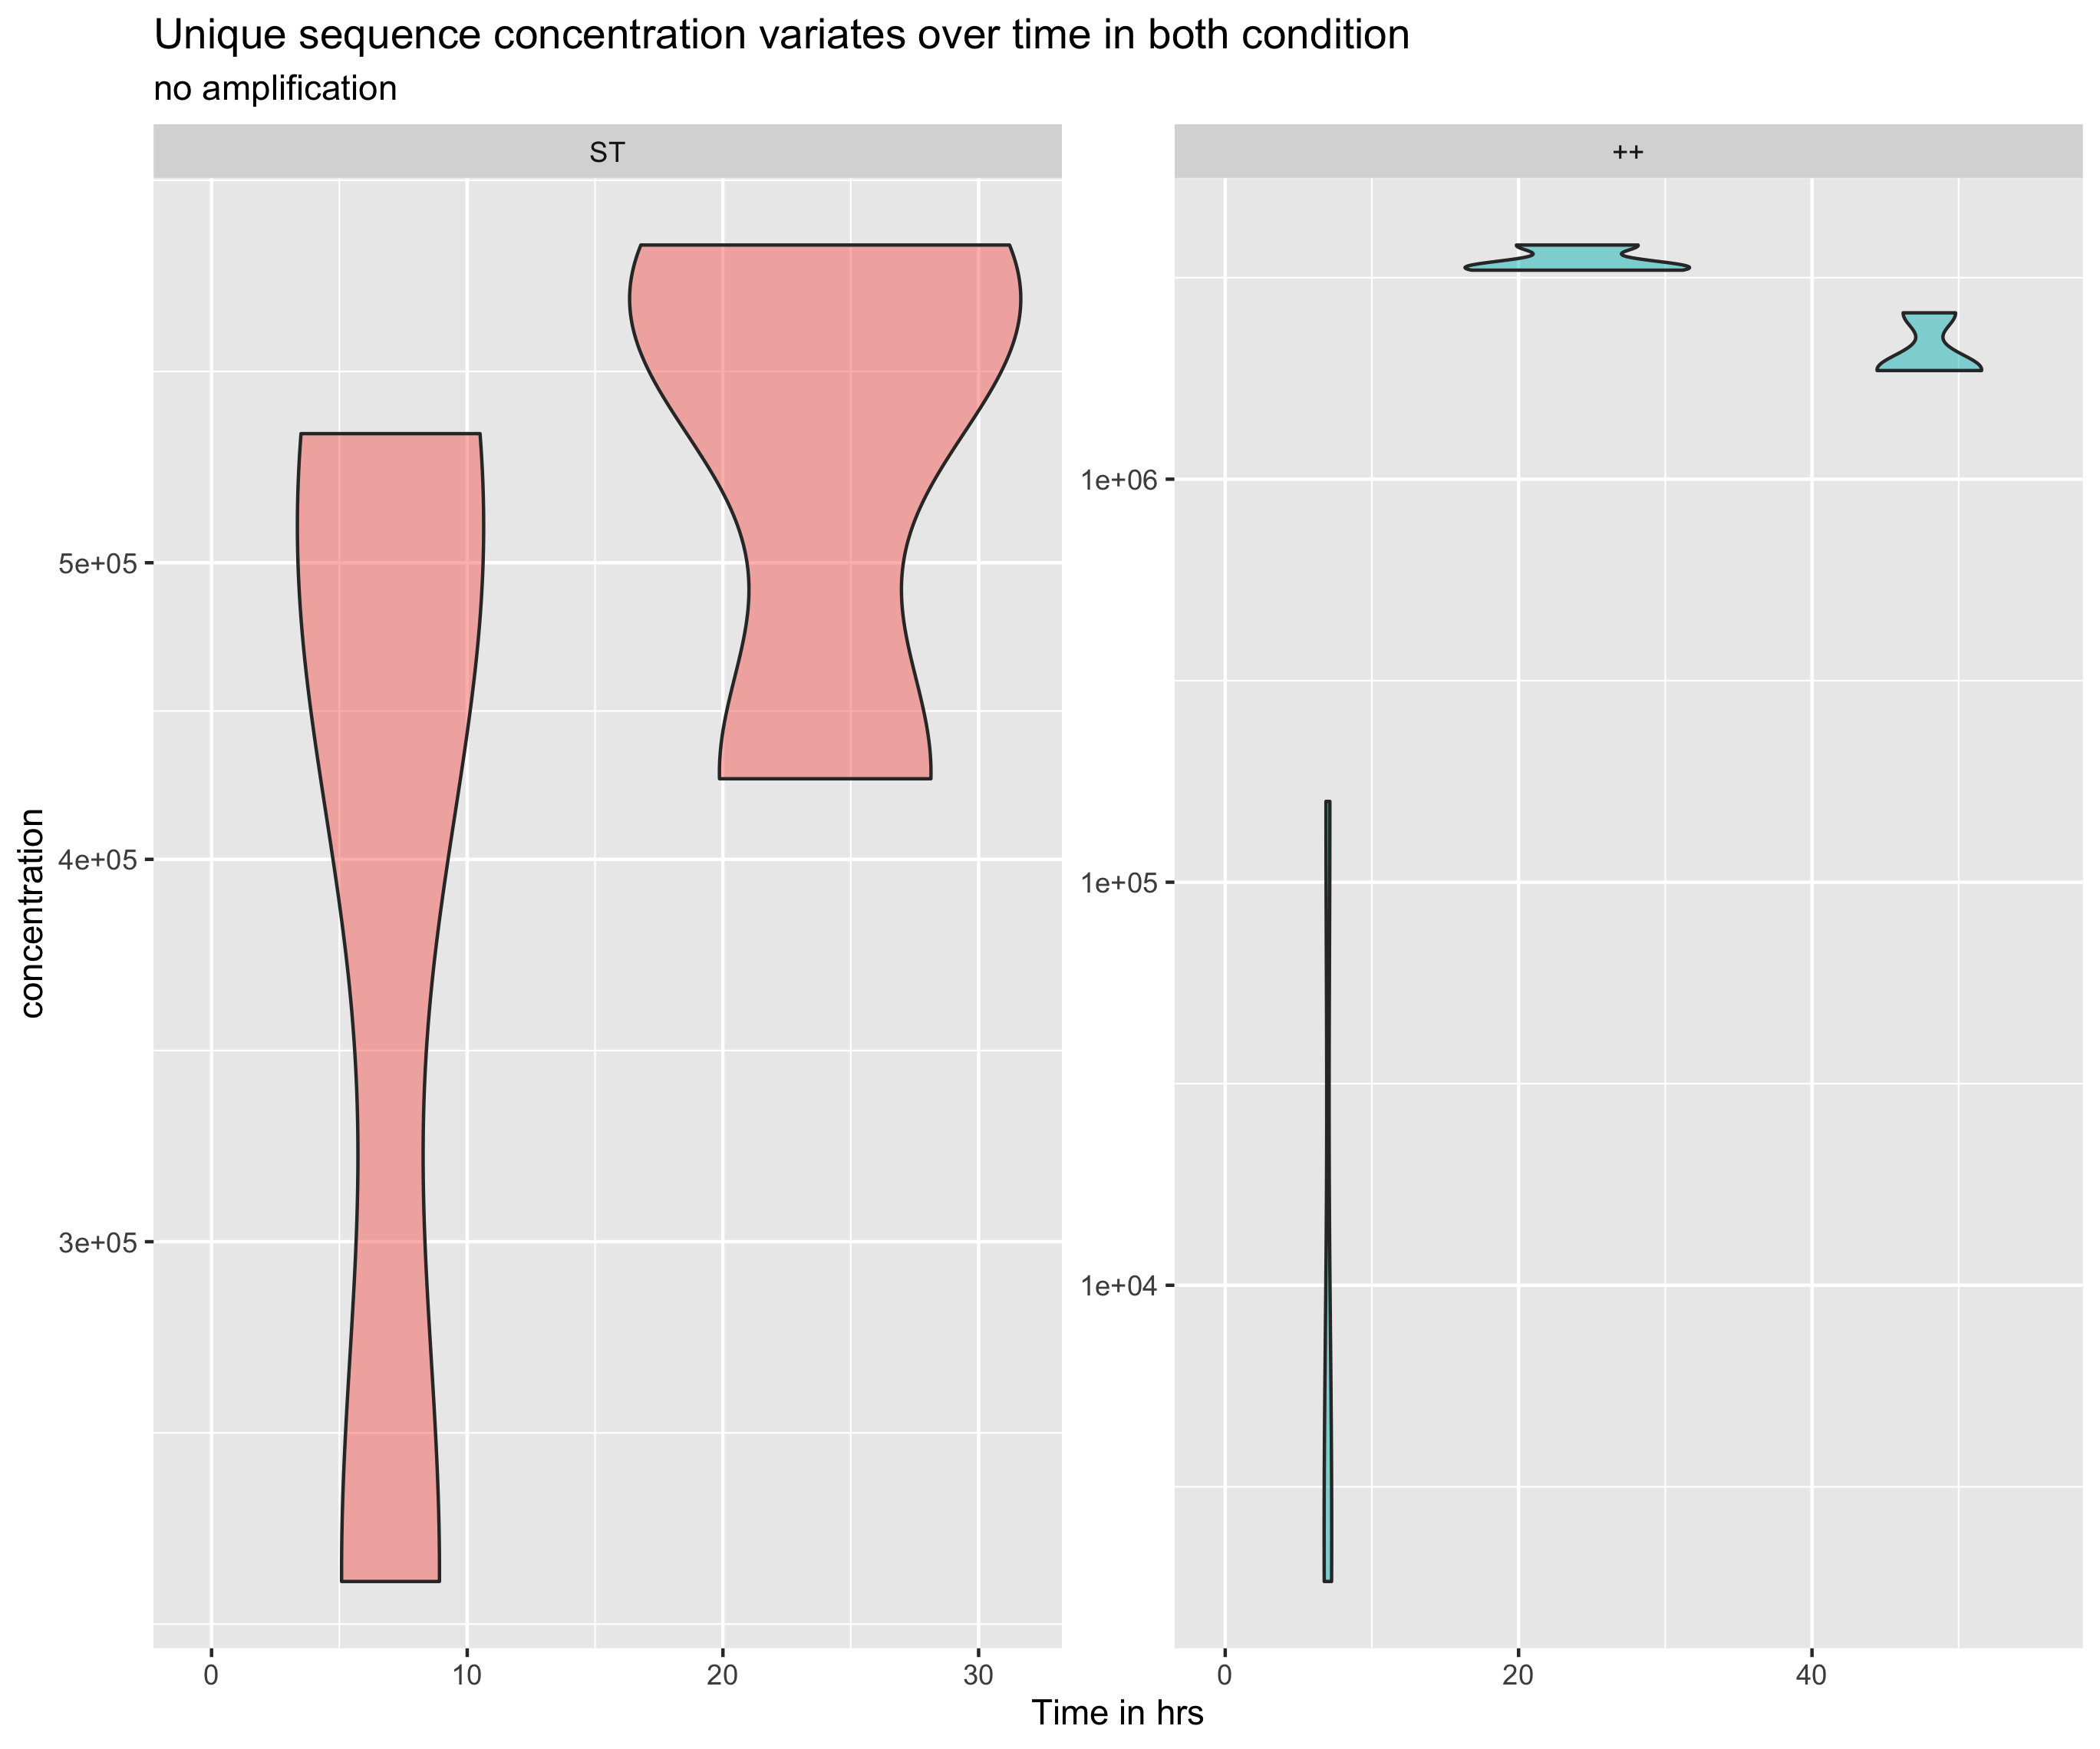 Unique sequence concentration variates over time in both condition
no amplification
ST
++
concentration
5e+05
4e+05
3e+05
1e+06
1e+05
1e+04
0
10
20
30
0
20
40
Time in hrs